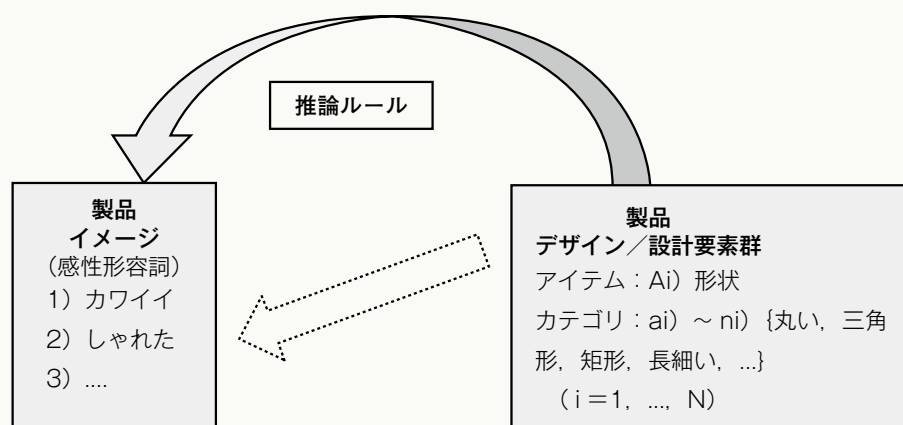 推論ルール
製品
イメージ
（感性形容詞）
1）カワイイ
2）しゃれた
3）....
製品
デザイン／設計要素群
アイテム：Ai）形状
カテゴリ：ai）～ ni）{丸い，三角
形，矩形，長細い，...}
（ i ＝1，...，N）